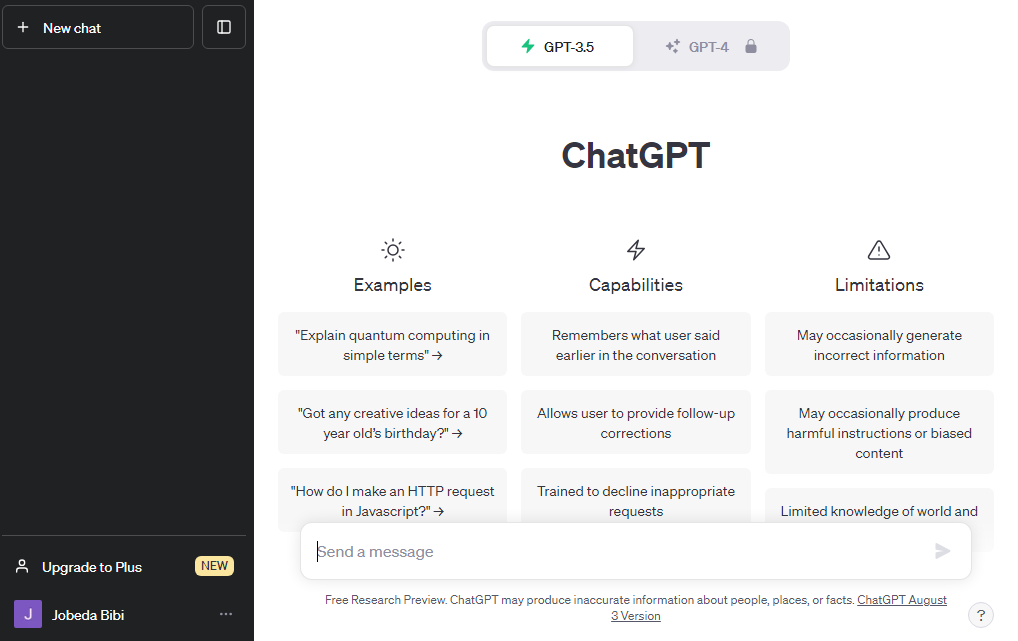 New chat
GPT-3.5
GPT-4
ChatGPT
Examples
"Explain quantum computing in
simple terms" →
"Got any creative ideas for a 10
year old's birthday?" →
"How do I make an HTTP request
in Javascript?" →
Capabilities
Remembers what user said
earlier in the conversation
Allows user to provide follow-up
corrections
Trained to decline inappropriate
requests
Limitations
May occasionally generate
incorrect information
May occasionally produce
harmful instructions or biased
content
Limited knowledge of world and
Send a message
Free Research Preview. ChatGPT may produce inaccurate information about people, places, or facts. ChatGPT August
3 Version
?
Upgrade to Plus
NEW
J
Jobeda Bibi